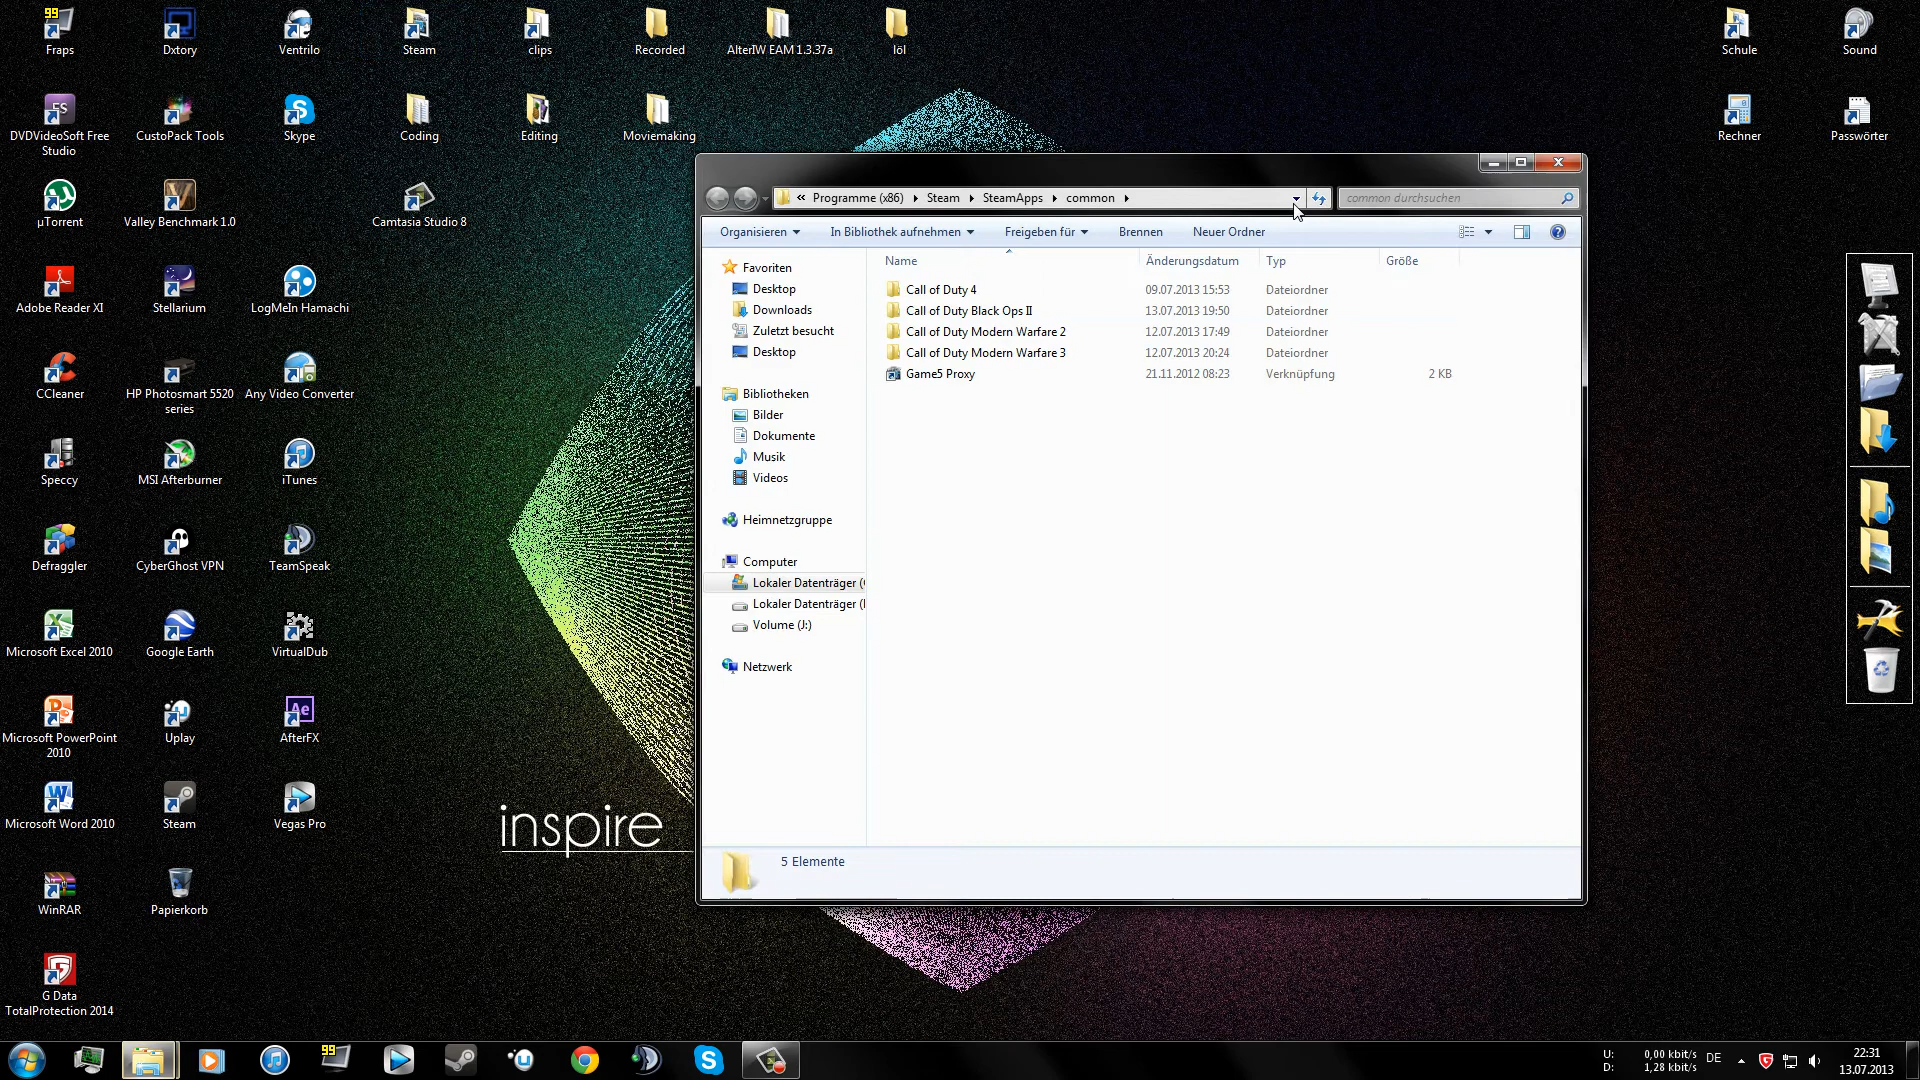 Fraps
Dxtory
Ventrilo
Steam
clips
Recorded
AlterIW EAM 1.3.37a
löl
Schule
Sound
DVDVideoSoft Free
Studio
CustoPack Tools
Skype
Coding
Editing
Moviemaking
Rechner
Passwörter
µTorrent
Valley Benchmark 1.0
Camtasia Studio 8
Adobe Reader XI
Stellarium
LogMeIn Hamachi
CCleaner
HP Photosmart 5520
series
Any Video Converter
Speccy
MSI Afterburner
iTunes
Defraggler
CyberGhost VPN
TeamSpeak
Microsoft Excel 2010
Google Earth
VirtualDub
Microsoft PowerPoint
2010
Uplay
AfterFX
Microsoft Word 2010
Steam
Vegas Pro
WinRAR
Papierkorb
G Data
TotalProtection 2014
inspire
« Programme (x86) Steam SteamApps common
common durchsuchen
Organisieren In Bibliothek aufnehmen Freigeben für Brennen Neuer Ordner
Name Änderungsdatum Typ Größe
Call of Duty 4 09.07.2013 15:53 Dateiordner
Call of Duty Black Ops II 13.07.2013 19:50 Dateiordner
Call of Duty Modern Warfare 2 12.07.2013 17:49 Dateiordner
Call of Duty Modern Warfare 3 12.07.2013 20:24 Dateiordner
Game5 Proxy 21.11.2012 08:23 Verknüpfung 2 KB
Favoriten
Desktop
Downloads
Zuletzt besucht
Desktop
Bibliotheken
Bilder
Dokumente
Musik
Videos
Heimnetzgruppe
Computer
Lokaler Datenträger (
Lokaler Datenträger (
Volume (J:)
Netzwerk
5 Elemente
U: 0,00 kbit/s
D: 1,28 kbit/s
DE
22:31
13.07.2013